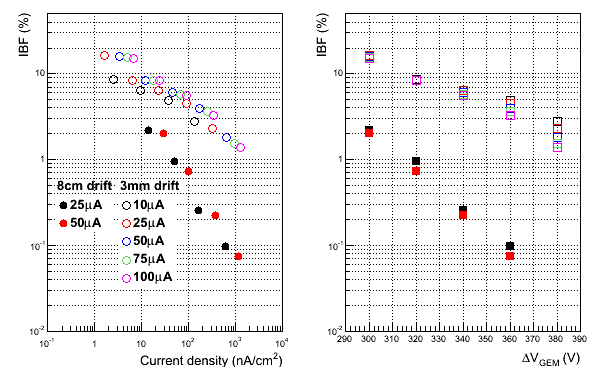 IBF (%)
10
1
10⁻¹
10⁻²
8cm drift 3mm drift
25μA 10μA
50μA 25μA
50μA
75μA
100μA
10⁻¹ 1 10 10² 10³ 10⁴
Current density (nA/cm²)
IBF (%)
10
1
10⁻¹
10⁻²
290 300 310 320 330 340 350 360 370 380 390
ΔV_GEM (V)